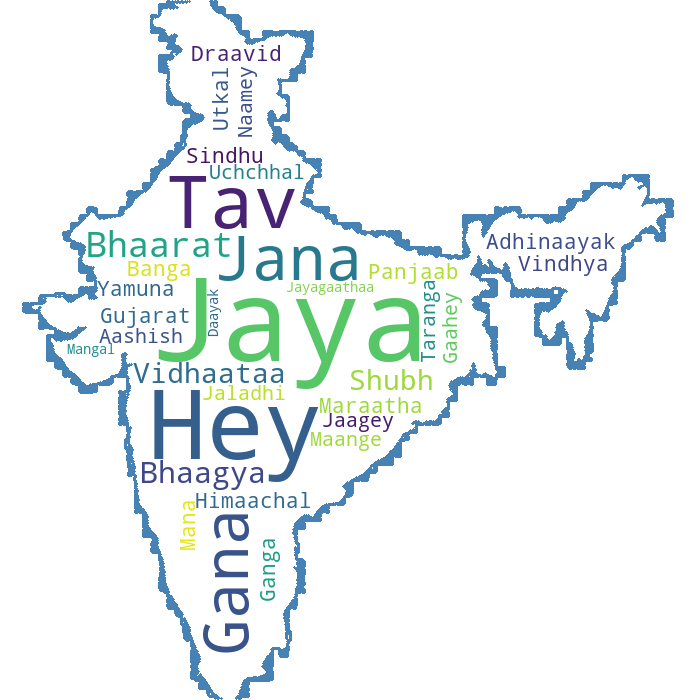 Draavid
Utkal
Naamey
Sindhu
Uchchhal
Tav
Bhaarat
Jana
Adhinaayak
Vindhya
Banga
Panjaab
Yamuna
Daayak
Jayagaathaa
Jaya
Taranga
Gaahey
Gujarat
Aashish
Mangal
Vidhaataa
Shubh
Jaladhi
Maraatha
Hey
Jaagey
Maange
Bhaagya
Himaachal
Mana
Gana
Ganga